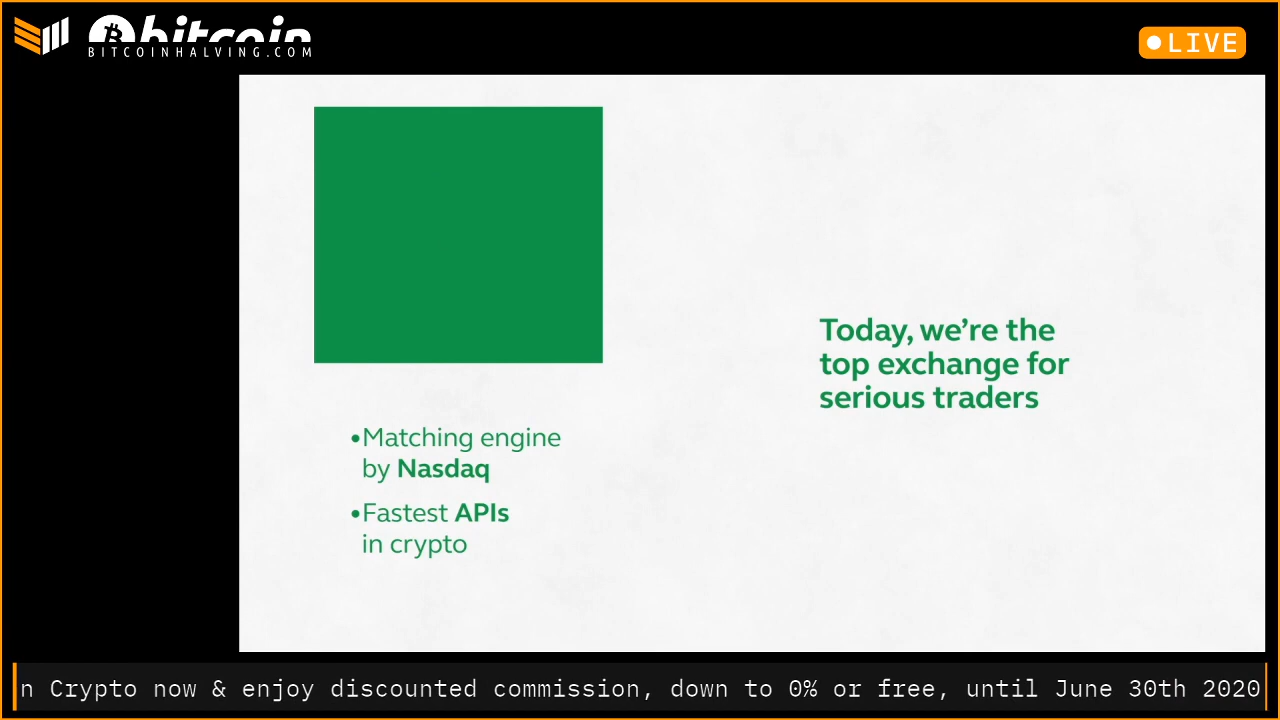 bitcoin
BITCOINHALVING.COM
LIVE
Today, we're the
top exchange for
serious traders
•Matching engine
by Nasdaq
•Fastest APIs
in crypto
n Crypto now & enjoy discounted commission, down to 0% or free, until June 30th 2020